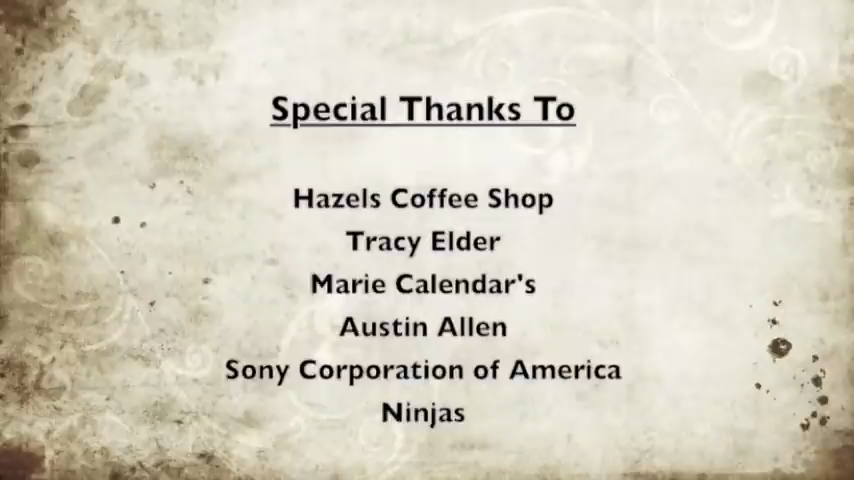 Special Thanks To
Hazels Coffee Shop
Tracy Elder
Marie Calendar's
Austin Allen
Sony Corporation of America
Ninjas